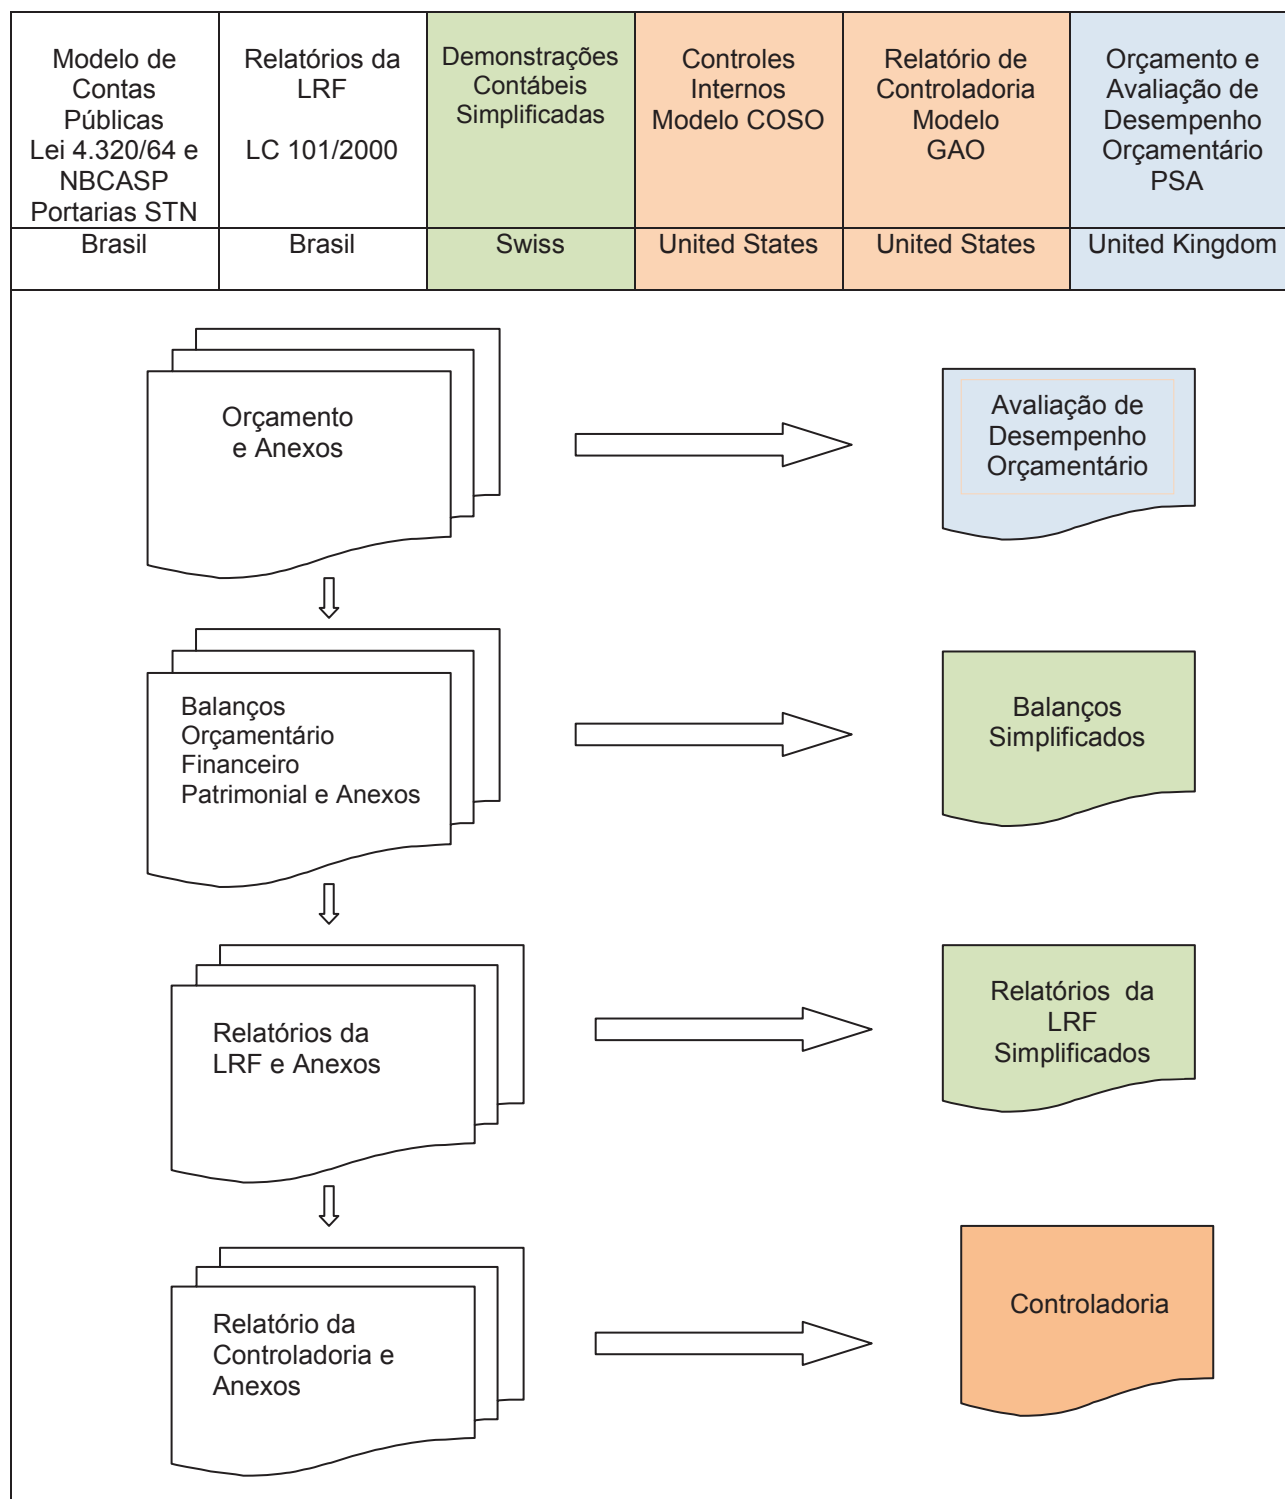 Modelo de
Contas
Públicas
Lei 4.320/64 e
NBCASP
Portarias STN
Relatórios da
LRF
LC 101/2000
Demonstrações
Contábeis
Simplificadas
Controles
Internos
Modelo COSO
Relatório de
Controladoria
Modelo
GAO
Orçamento e
Avaliação de
Desempenho
Orçamentário
PSA
Brasil
Brasil
Swiss
United States
United States
United Kingdom
Orçamento
e Anexos
Avaliação de
Desempenho
Orçamentário
Balanços
Orçamentário
Financeiro
Patrimonial e Anexos
Balanços
Simplificados
Relatórios da
LRF e Anexos
Relatórios da
LRF
Simplificados
Relatório da
Controladoria e
Anexos
Controladoria